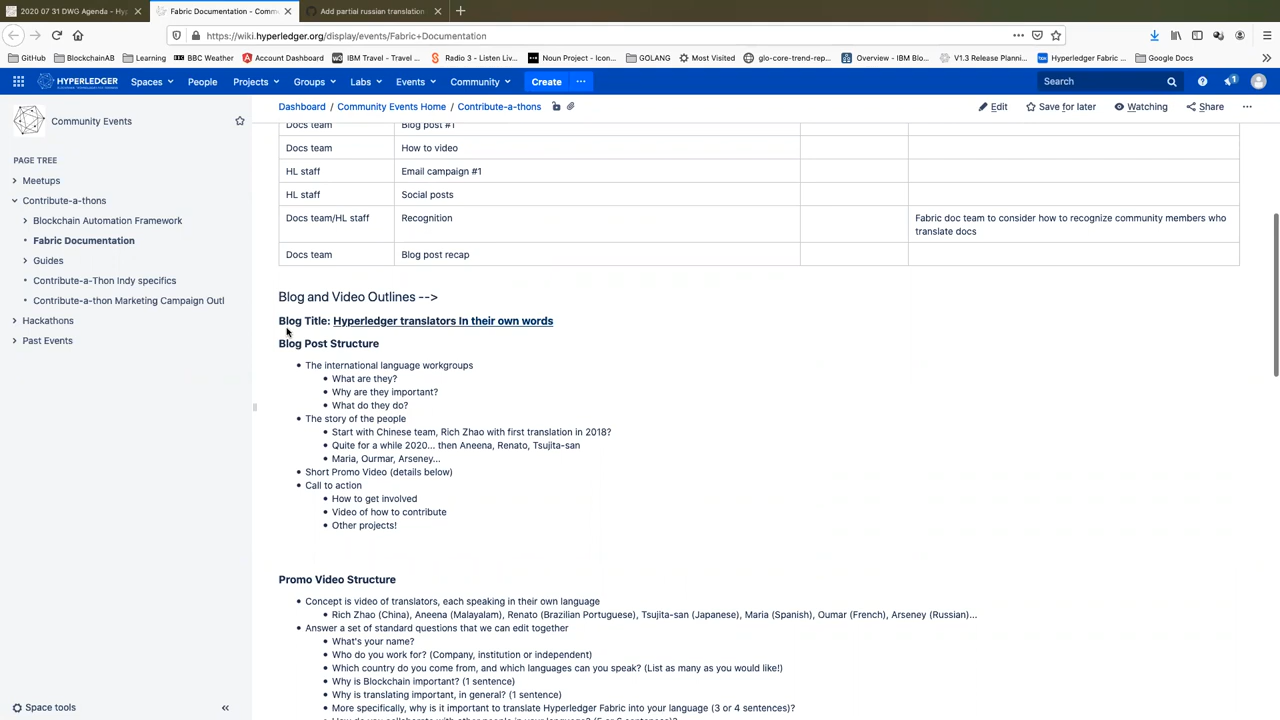 2020 07 31 DWG Agenda - Hyp
Fabric Documentation - Comm
Add partial russian translation
https://wiki.hyperledger.org/display/events/Fabric+Documentation
GitHub
BlockchainAB
Learning
BBC Weather
Account Dashboard
IBM Travel - Travel ...
Radio 3 - Listen Liv...
Noun Project - Icon...
GOLANG
Most Visited
glo-core-trend-rep...
Overview - IBM Blo...
V1.3 Release Planni...
Hyperledger Fabric ...
Google Docs
HYPERLEDGER
Spaces
People
Projects
Groups
Labs
Events
Community
Create
Search
1
Community Events
PAGE TREE
Meetups
Contribute-a-thons
Blockchain Automation Framework
Fabric Documentation
Guides
Contribute-a-Thon Indy specifics
Contribute-a-thon Marketing Campaign Outl
Hackathons
Past Events
Space tools
Dashboard / Community Events Home / Contribute-a-thons
Edit
Save for later
Watching
Share
Docs team Blog post #1
Docs team How to video
HL staff Email campaign #1
HL staff Social posts
Docs team/HL staff Recognition Fabric doc team to consider how to recognize community members who
translate docs
Docs team Blog post recap
Blog and Video Outlines -->
Blog Title: Hyperledger translators In their own words
Blog Post Structure
• The international language workgroups
• What are they?
• Why are they important?
• What do they do?
• The story of the people
• Start with Chinese team, Rich Zhao with first translation in 2018?
• Quite for a while 2020... then Aneena, Renato, Tsujita-san
• Maria, Ourmar, Arseney...
• Short Promo Video (details below)
• Call to action
• How to get involved
• Video of how to contribute
• Other projects!
Promo Video Structure
• Concept is video of translators, each speaking in their own language
• Rich Zhao (China), Aneena (Malayalam), Renato (Brazilian Portuguese), Tsujita-san (Japanese), Maria (Spanish), Oumar (French), Arseney (Russian)...
• Answer a set of standard questions that we can edit together
• What's your name?
• Who do you work for? (Company, institution or independent)
• Which country do you come from, and which languages can you speak? (List as many as you would like!)
• Why is Blockchain important? (1 sentence)
• Why is translating important, in general? (1 sentence)
• More specifically, why is it important to translate Hyperledger Fabric into your language (3 or 4 sentences)?